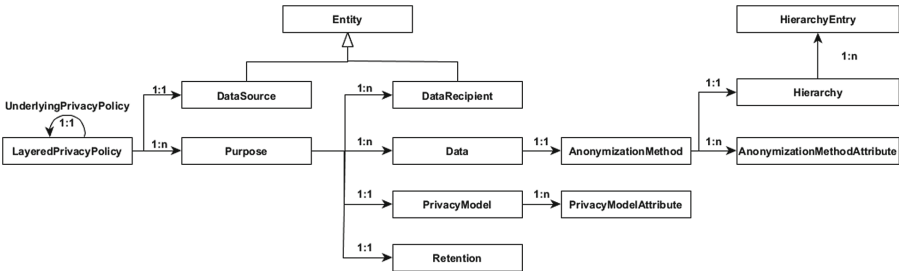 Entity
HierarchyEntry
1:n
1:1
1:n
1:1
DataSource
DataRecipient
Hierarchy
UnderlyingPrivacyPolicy
1:1
1:n
1:n
1:1
1:n
LayeredPrivacyPolicy
Purpose
Data
AnonymizationMethod
AnonymizationMethodAttribute
1:1
1:n
PrivacyModel
PrivacyModelAttribute
1:1
Retention